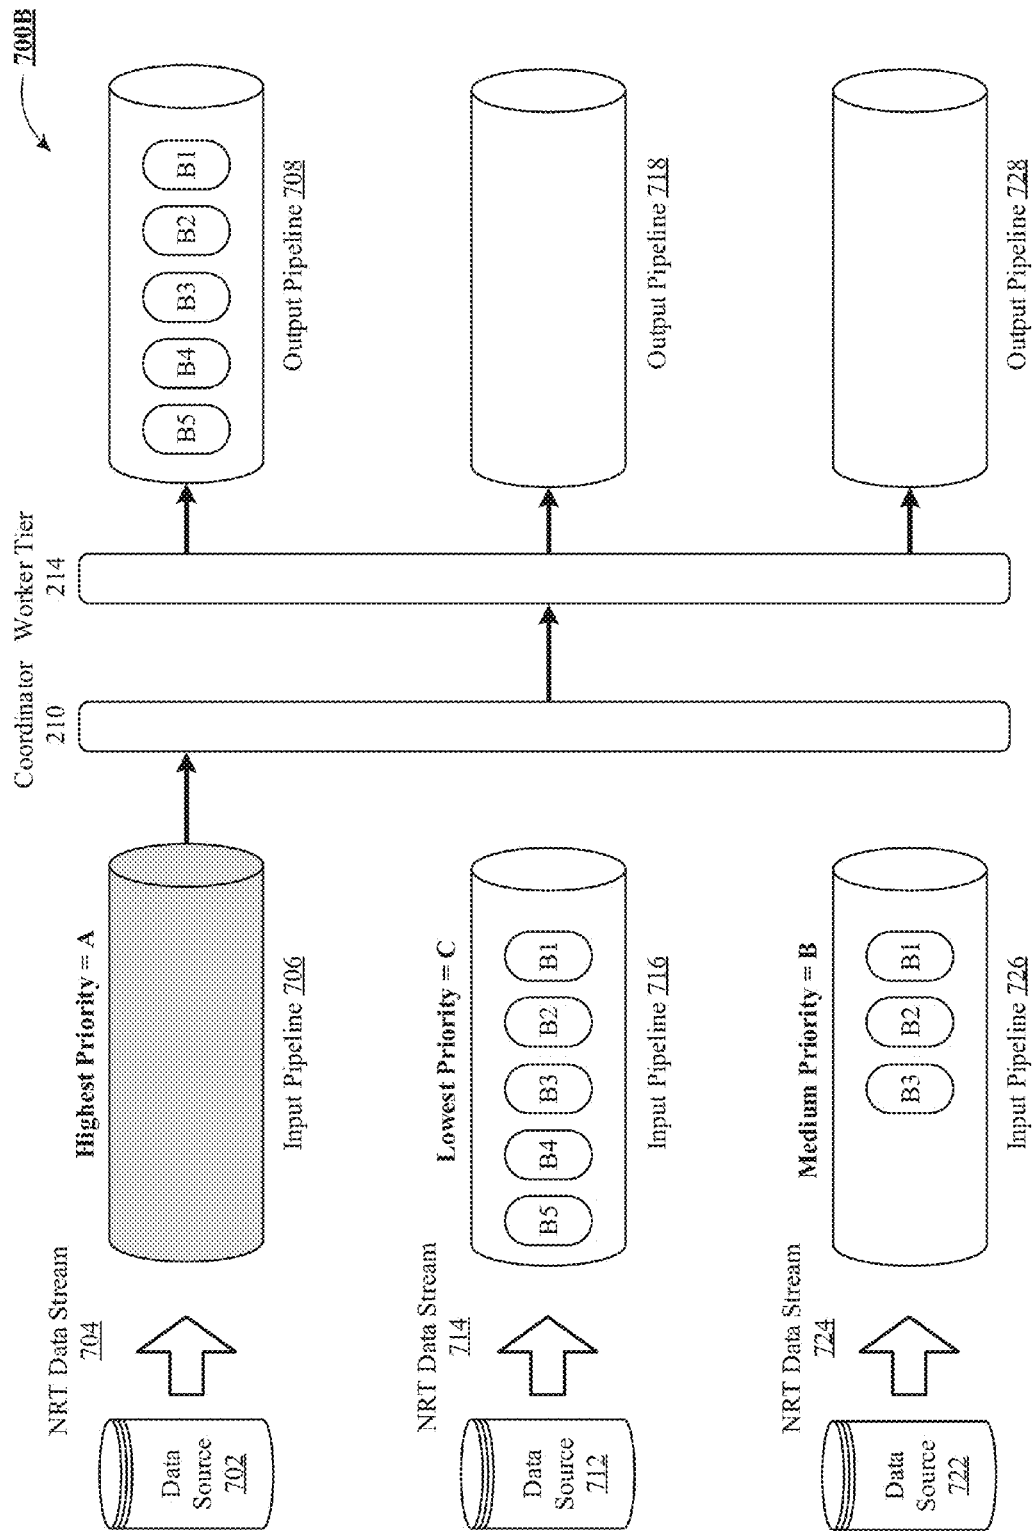 700B
Coordinator
210
Worker Tier
214
NRT Data Stream
704
Data
Source
702
Highest Priority = A
Input Pipeline 706
B5
B4
B3
B2
B1
Output Pipeline 708
NRT Data Stream
714
Data
Source
712
Lowest Priority = C
B5
B4
B3
B2
B1
Input Pipeline 716
Output Pipeline 718
NRT Data Stream
724
Data
Source
722
Medium Priority = B
B3
B2
B1
Input Pipeline 726
Output Pipeline 728